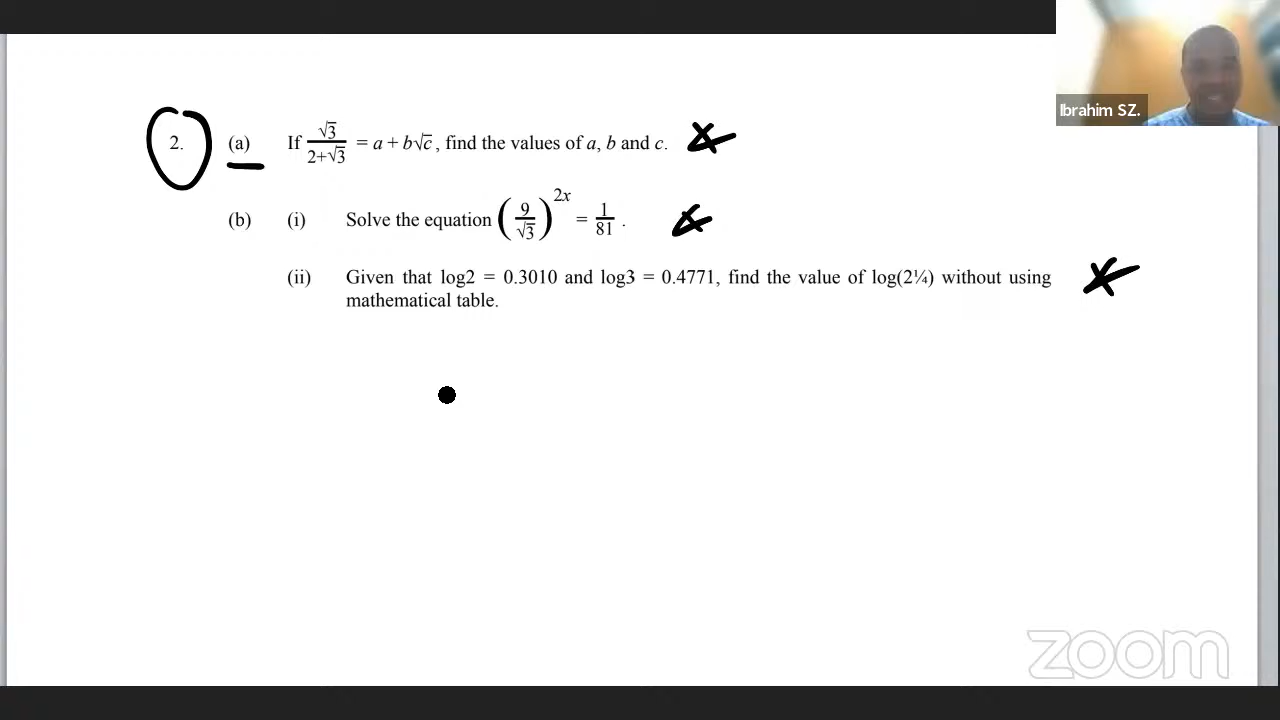 Ibrahim SZ.
2. (a) If √3/(2+√3) = a + b√c, find the values of a, b and c.
(b) (i) Solve the equation (9/√3)^2x = 1/81 .
(ii) Given that log2 = 0.3010 and log3 = 0.4771, find the value of log(2¼) without using
mathematical table.
zoom